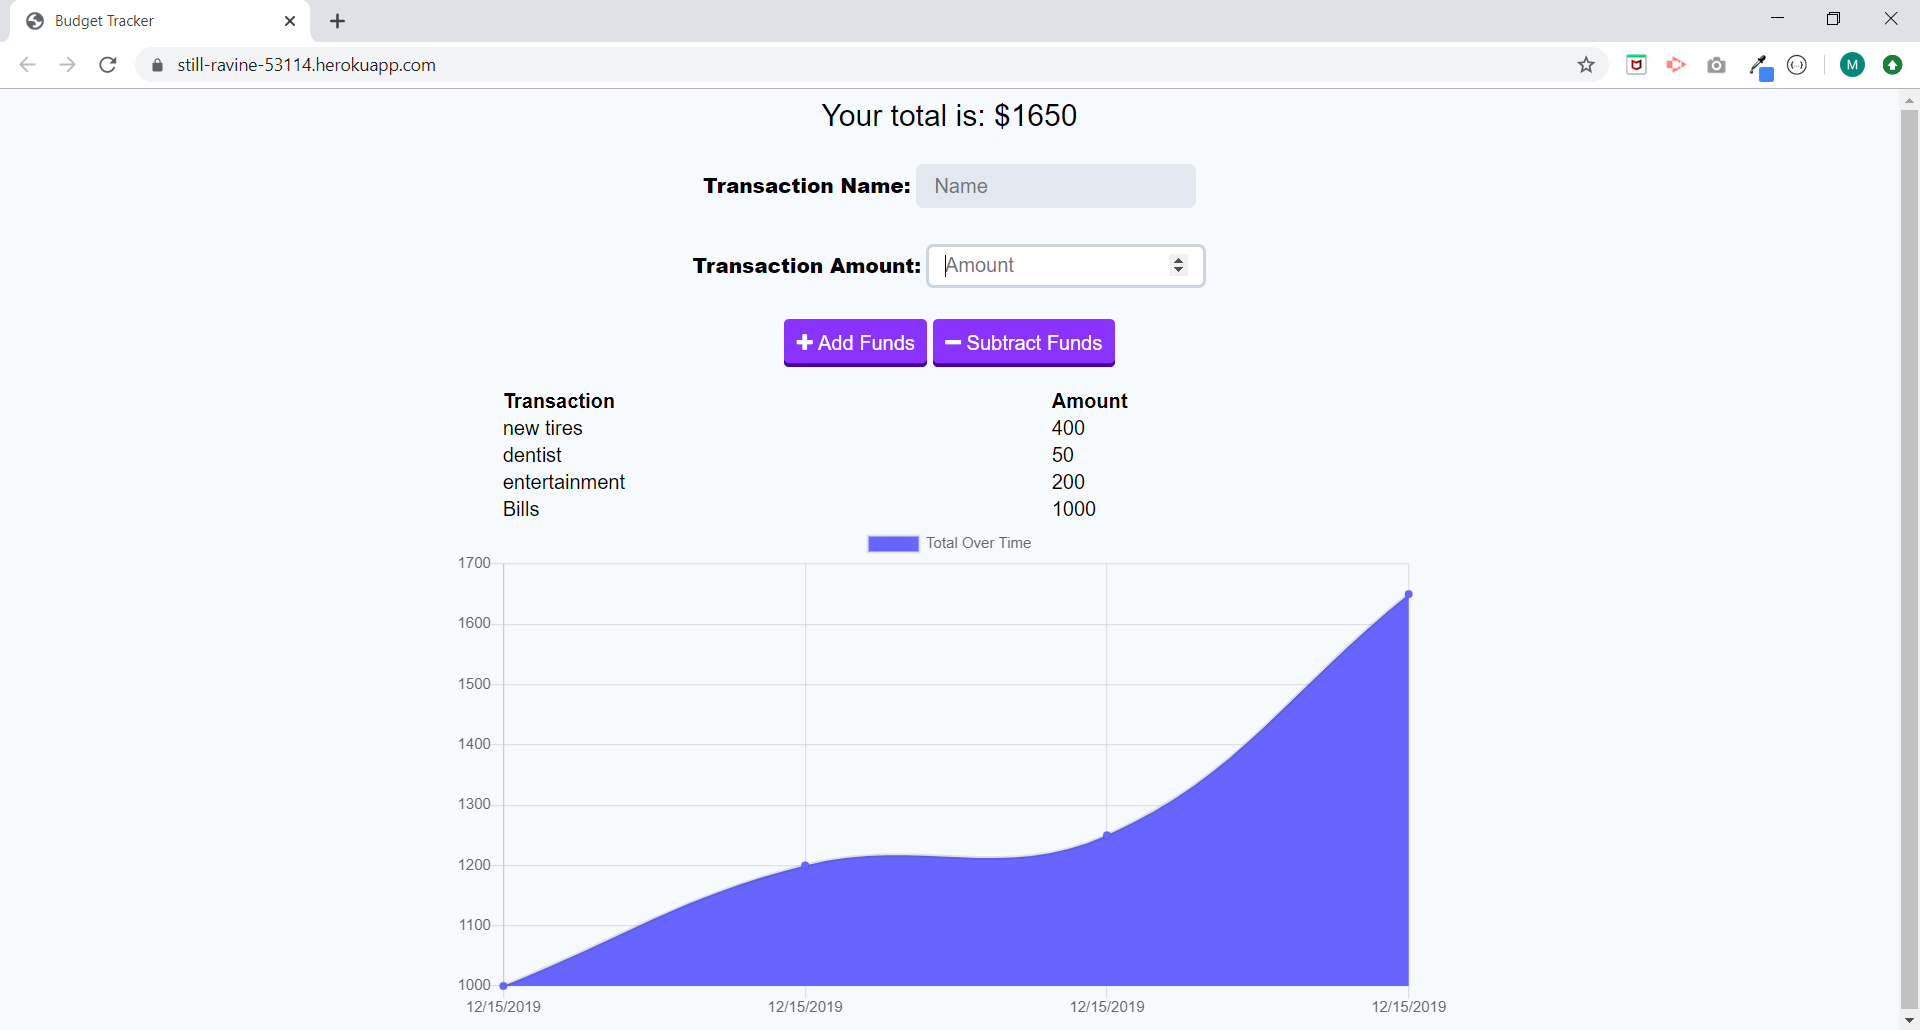 Budget Tracker
still-ravine-53114.herokuapp.com
M
Your total is: $1650
Transaction Name: Name
Transaction Amount: Amount
Add Funds Subtract Funds
Transaction Amount
new tires 400
dentist 50
entertainment 200
Bills 1000
Total Over Time
1700
1600
1500
1400
1300
1200
1100
1000
12/15/2019 12/15/2019 12/15/2019 12/15/2019